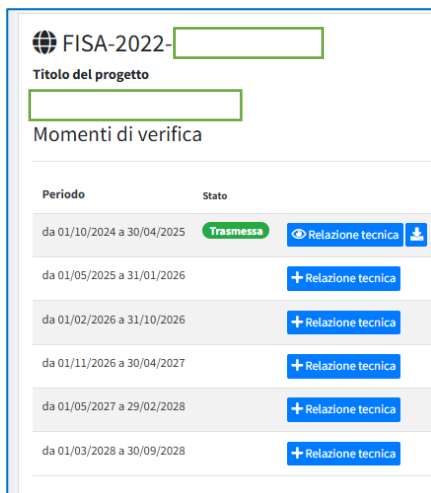 FISA-2022-
Titolo del progetto
Momenti di verifica
Periodo Stato
da 01/10/2024 a 30/04/2025 Trasmessa Relazione tecnica
da 01/05/2025 a 31/01/2026 + Relazione tecnica
da 01/02/2026 a 31/10/2026 + Relazione tecnica
da 01/11/2026 a 30/04/2027 + Relazione tecnica
da 01/05/2027 a 29/02/2028 + Relazione tecnica
da 01/03/2028 a 30/09/2028 + Relazione tecnica